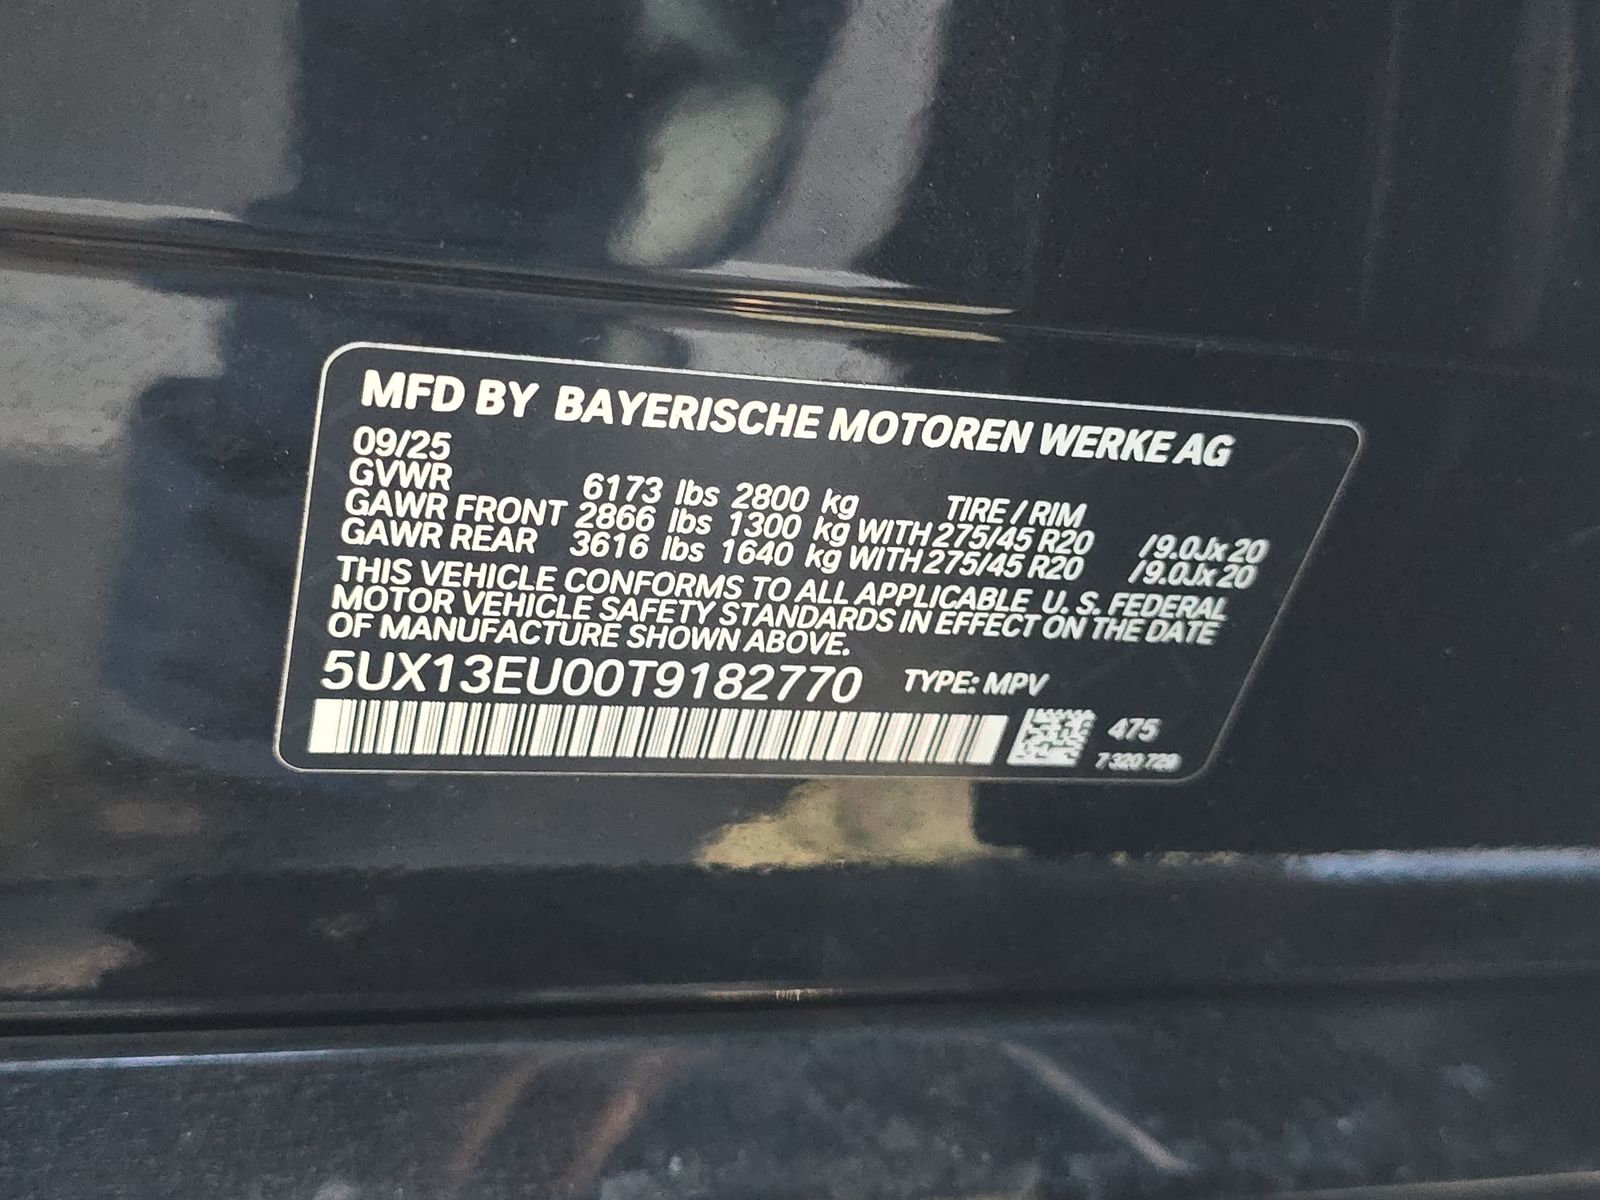 MFD BY BAYERISCHE MOTOREN WERKE AG
09/25
GVWR 6173 lbs 2800 kg TIRE / RIM
GAWR FRONT 2866 lbs 1300 kg WITH 275/45 R20 /9.0Jx20
GAWR REAR 3616 lbs 1640 kg WITH 275/45 R20 /9.0Jx20
THIS VEHICLE CONFORMS TO ALL APPLICABLE U. S. FEDERAL
MOTOR VEHICLE SAFETY STANDARDS IN EFFECT ON THE DATE
OF MANUFACTURE SHOWN ABOVE.
5UX13EU00T9182770 TYPE: MPV
475
7 320 729